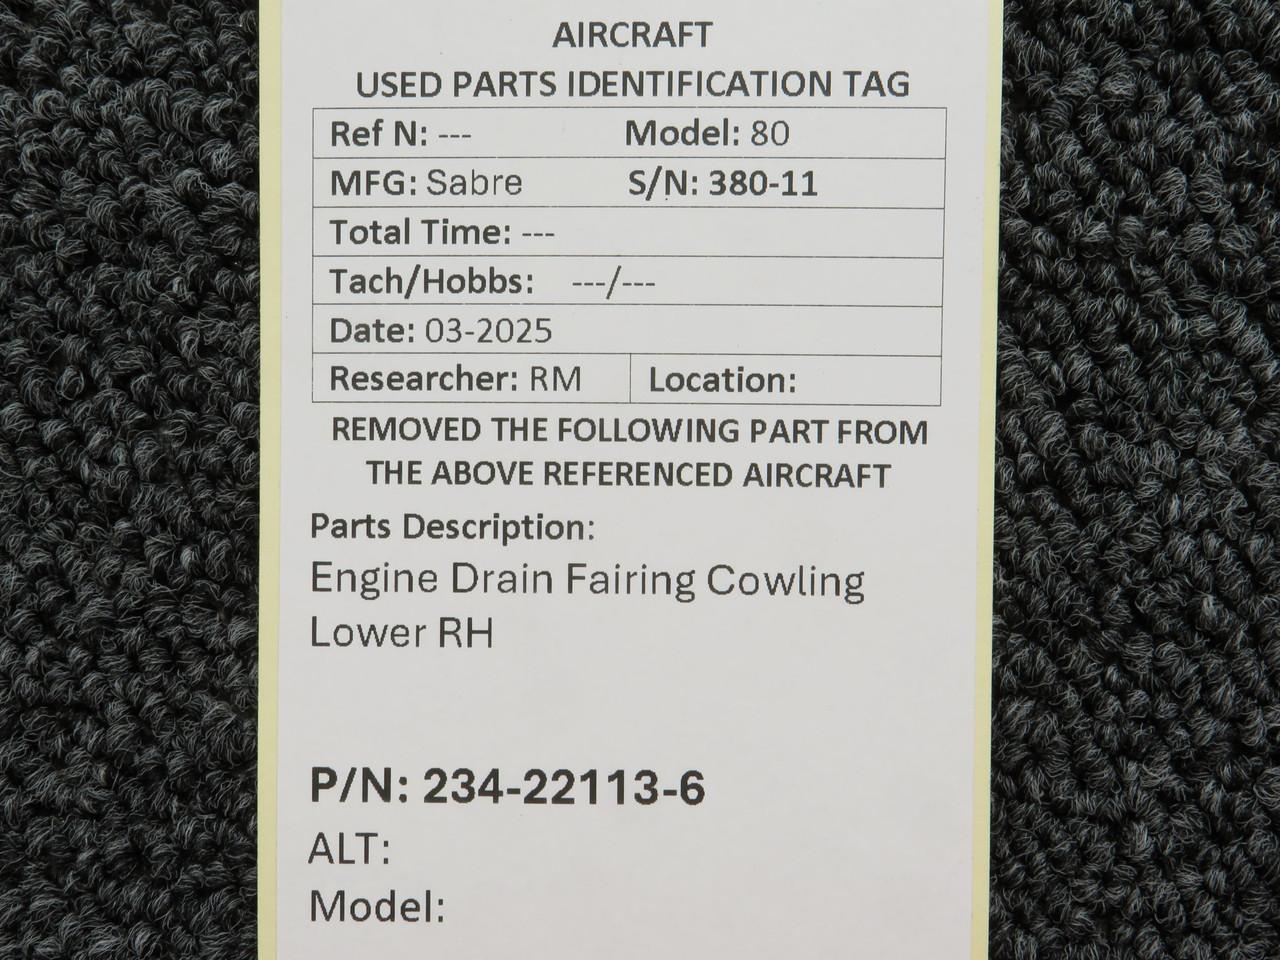 AIRCRAFT
USED PARTS IDENTIFICATION TAG
Ref N: --- Model: 80
MFG: Sabre S/N: 380-11
Total Time: ---
Tach/Hobbs: ---/---
Date: 03-2025
Researcher: RM Location:
REMOVED THE FOLLOWING PART FROM
THE ABOVE REFERENCED AIRCRAFT
Parts Description:
Engine Drain Fairing Cowling
Lower RH
P/N: 234-22113-6
ALT:
Model: